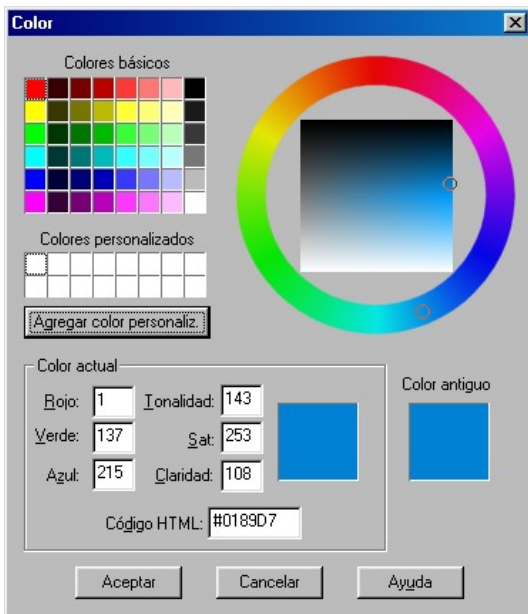 Color
Colores básicos
Colores personalizados
Agregar color personaliz.
Color actual
Rojo: 1
Tonalidad: 143
Verde: 137
Sat: 253
Azul: 215
Claridad: 108
Código HTML: #0189D7
Color antiguo
Aceptar
Cancelar
Ayuda